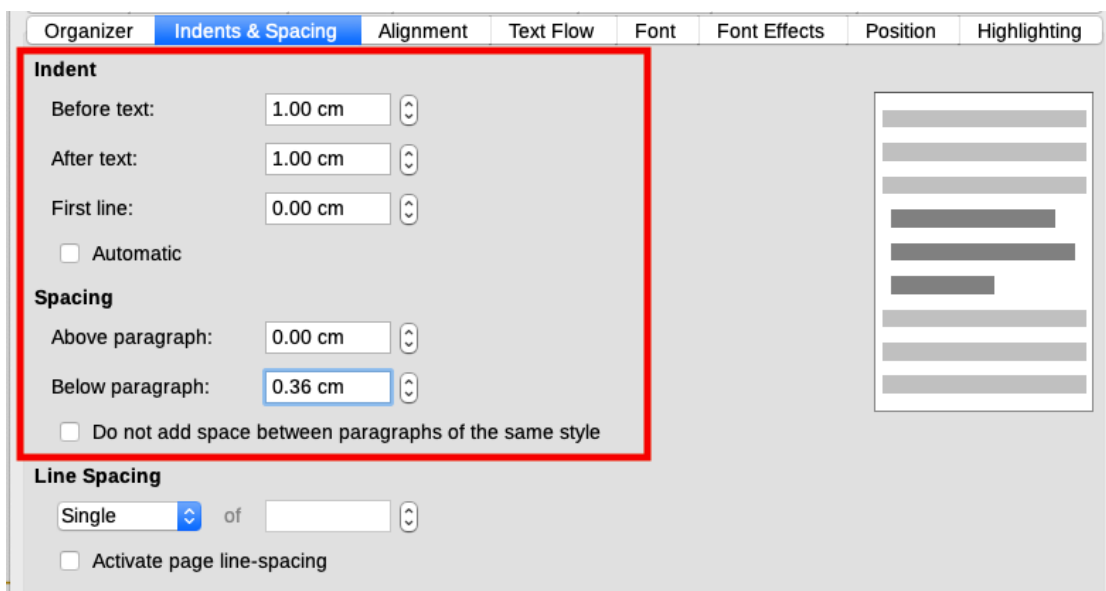 Organizer Indents & Spacing Alignment Text Flow Font Font Effects Position Highlighting
Indent
Before text: 1.00 cm
After text: 1.00 cm
First line: 0.00 cm
Automatic
Spacing
Above paragraph: 0.00 cm
Below paragraph: 0.36 cm
Do not add space between paragraphs of the same style
Line Spacing
Single of
Activate page line-spacing